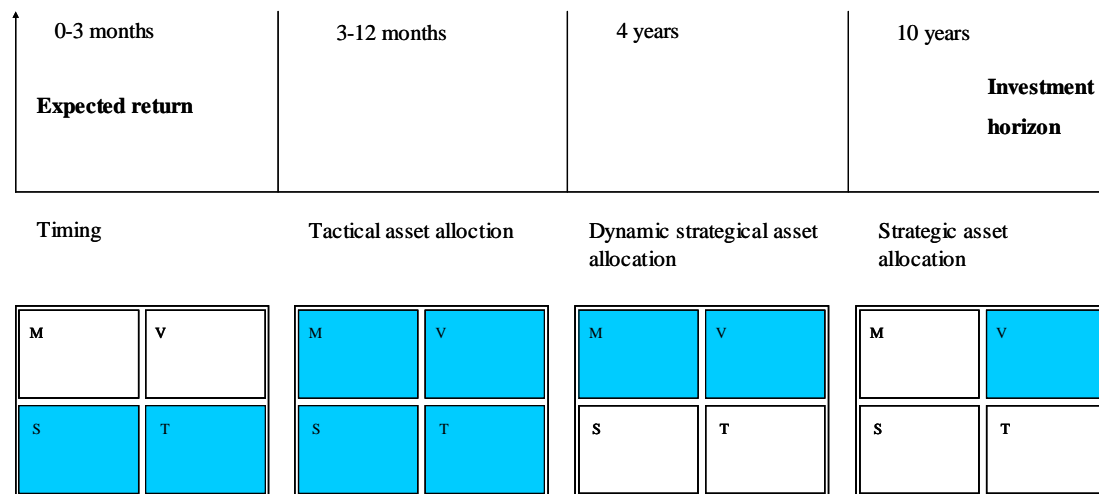 0-3 months
3-12 months
4 years
10 years
Expected return
Investment
horizon
Timing
Tactical asset alloction
Dynamic strategical asset
allocation
Strategic asset
allocation
M V
M V
M V
M V
S T
S T
S T
S T